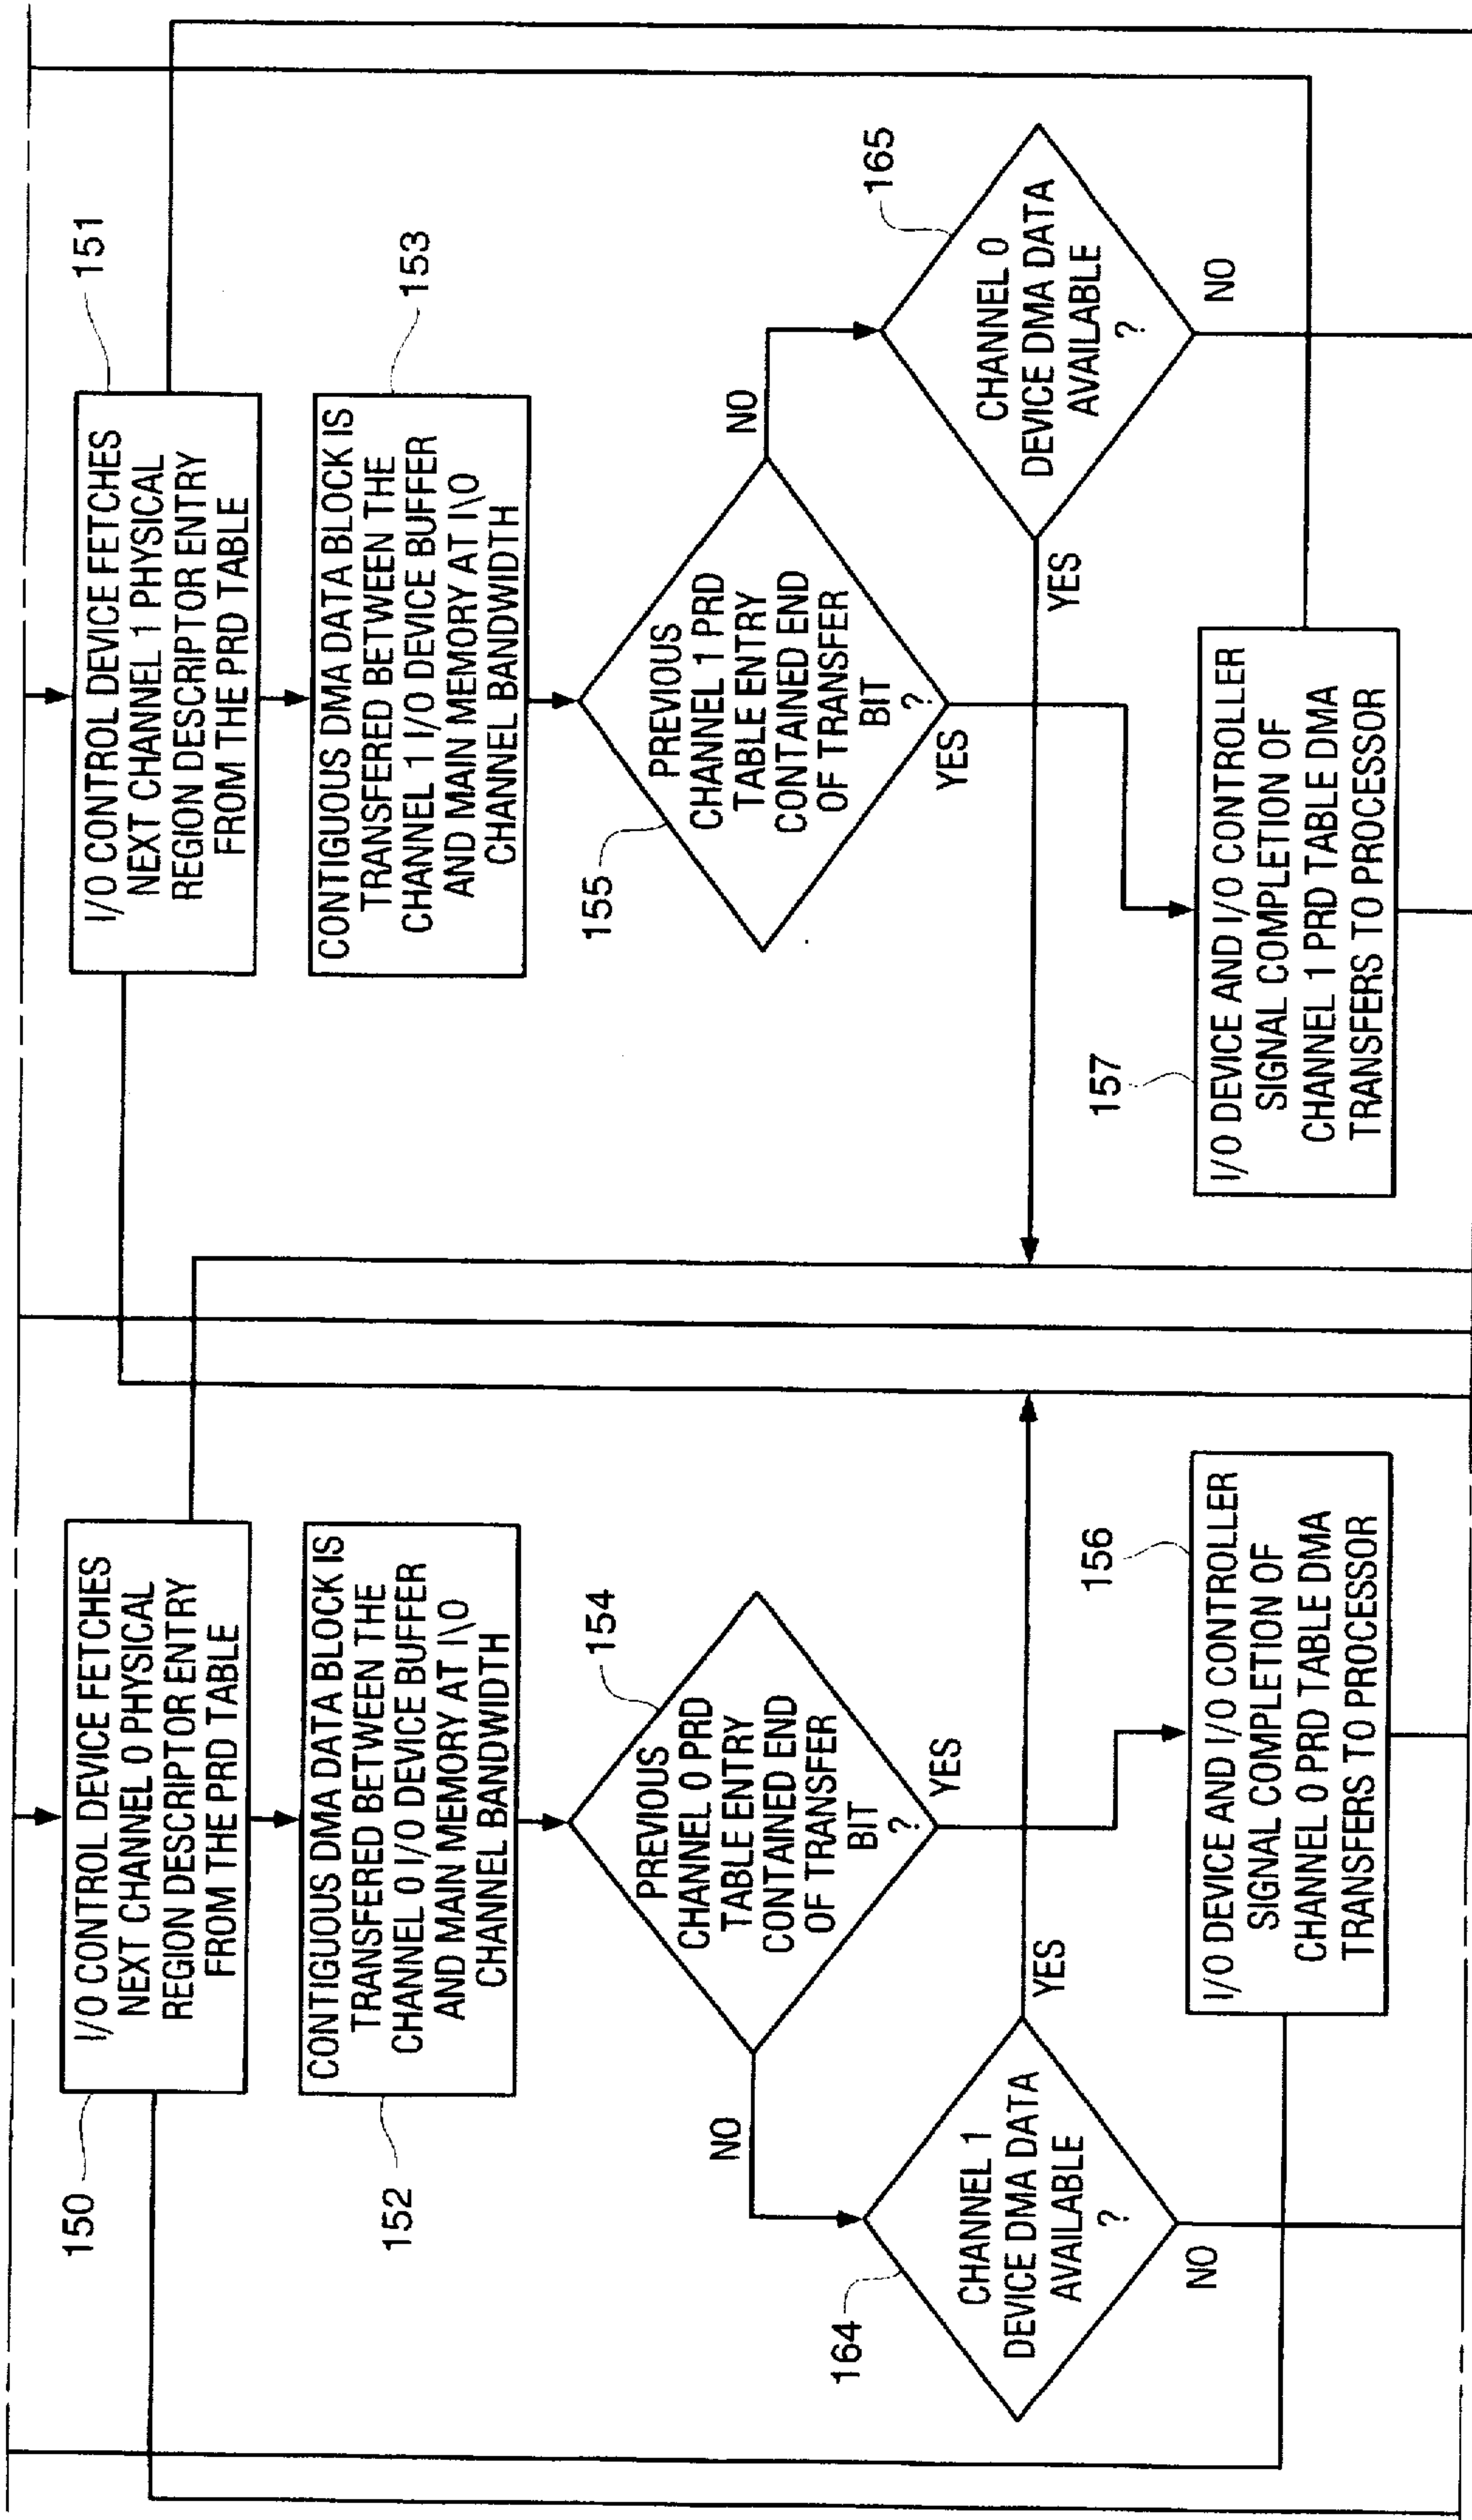 150
I/O CONTROL DEVICE FETCHES
NEXT CHANNEL 0 PHYSICAL
REGION DESCRIPTOR ENTRY
FROM THE PRD TABLE
152
CONTIGUOUS DMA DATA BLOCK IS
TRANSFERED BETWEEN THE
CHANNEL 0 I/O DEVICE BUFFER
AND MAIN MEMORY AT I\O
CHANNEL BANDWIDTH
154
PREVIOUS
CHANNEL 0 PRD
TABLE ENTRY
CONTAINED END
OF TRANSFER
BIT
?
NO
YES
164
CHANNEL 1
DEVICE DMA DATA
AVAILABLE
?
YES
NO
156
I/O DEVICE AND I/O CONTROLLER
SIGNAL COMPLETION OF
CHANNEL 0 PRD TABLE DMA
TRANSFERS TO PROCESSOR
151
I/O CONTROL DEVICE FETCHES
NEXT CHANNEL 1 PHYSICAL
REGION DESCRIPTOR ENTRY
FROM THE PRD TABLE
153
CONTIGUOUS DMA DATA BLOCK IS
TRANSFERED BETWEEN THE
CHANNEL 1 I/O DEVICE BUFFER
AND MAIN MEMORY AT I\O
CHANNEL BANDWIDTH
155
PREVIOUS
CHANNEL 1 PRD
TABLE ENTRY
CONTAINED END
OF TRANSFER
BIT
?
NO
YES
165
CHANNEL 0
DEVICE DMA DATA
AVAILABLE
?
YES
NO
157
I/O DEVICE AND I/O CONTROLLER
SIGNAL COMPLETION OF
CHANNEL 1 PRD TABLE DMA
TRANSFERS TO PROCESSOR